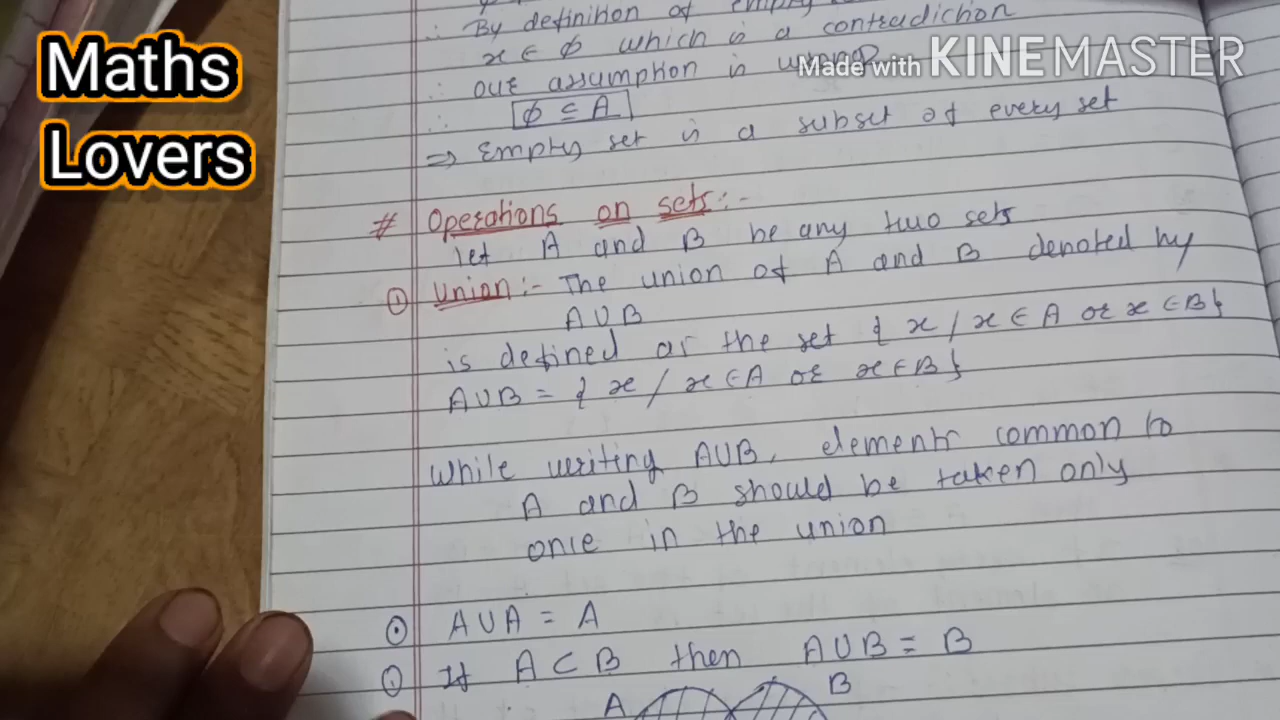 Maths
Lovers
Made with KINEMASTER
∴ By definition of empty
x ∈ ϕ which is a contradiction
∴ our assumption is wrong
∴ ϕ ⊆ A
⇒ Empty set is a subset of every set
# Operations on sets:-
let A and B be any two sets
① Union:- The union of A and B denoted by
A∪B
is defined as the set { x / x ∈ A or x ∈ B}
A∪B = { x / x ∈ A or x ∈ B}
while writing A∪B, elements common to
A and B should be taken only
once in the union
⊙ A∪A = A
⊙ If A ⊂ B then A∪B = B
A B